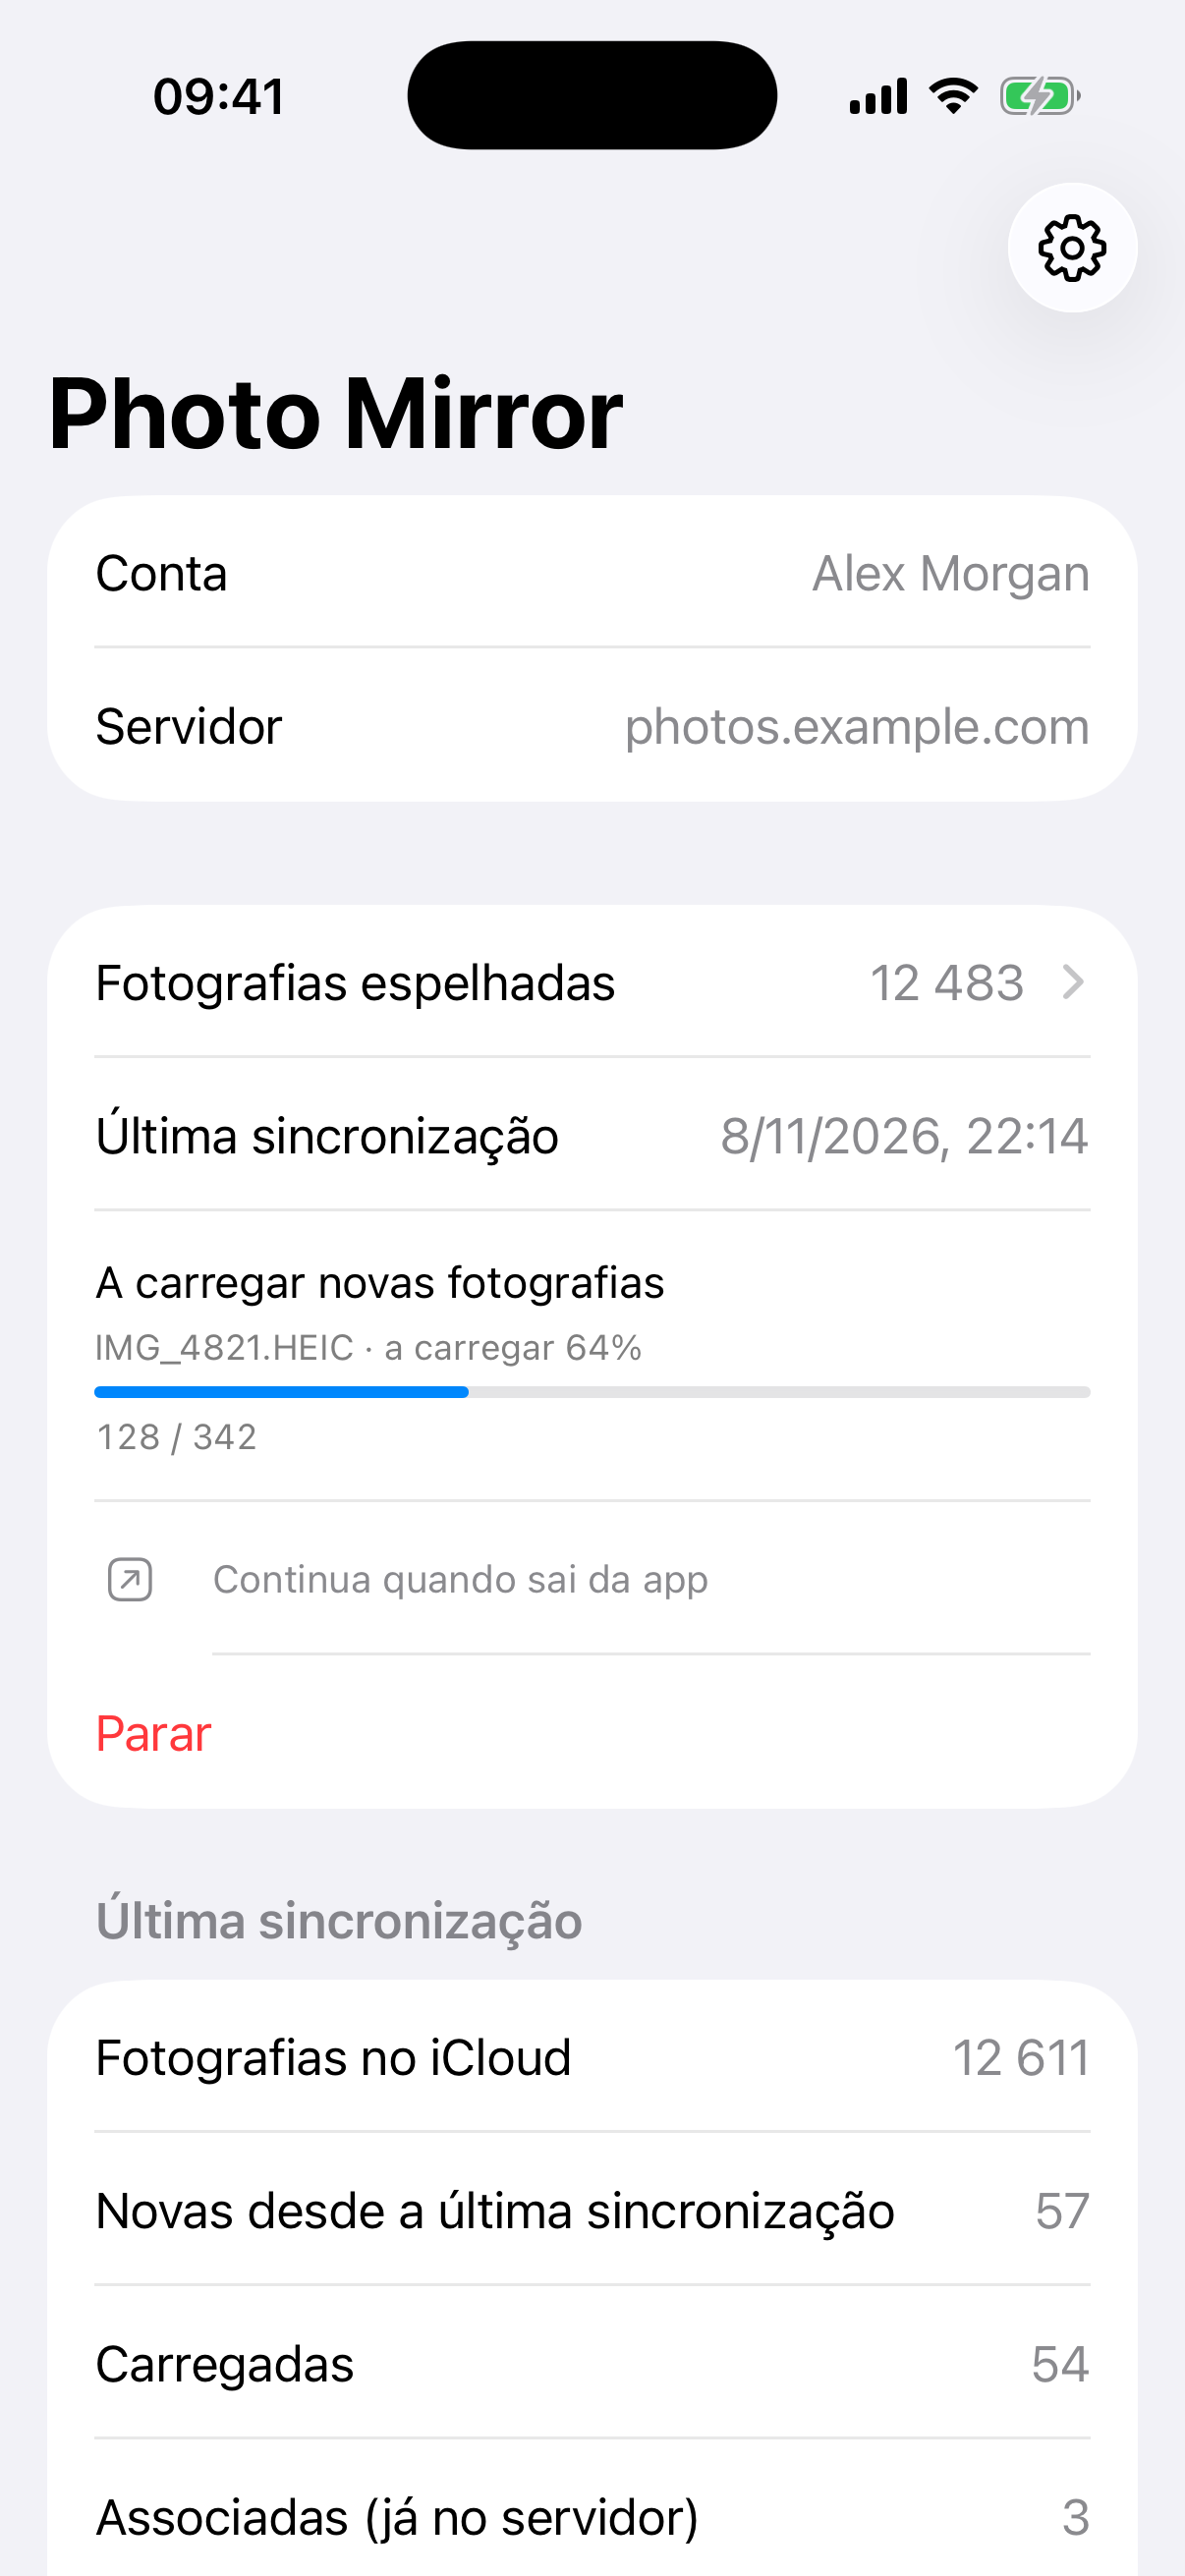 09:41
Photo Mirror
Conta Alex Morgan
Servidor photos.example.com
Fotografias espelhadas 12 483
Última sincronização 8/11/2026, 22:14
A carregar novas fotografias
IMG_4821.HEIC · a carregar 64%
128 / 342
Continua quando sai da app
Parar
Última sincronização
Fotografias no iCloud 12 611
Novas desde a última sincronização 57
Carregadas 54
Associadas (já no servidor) 3